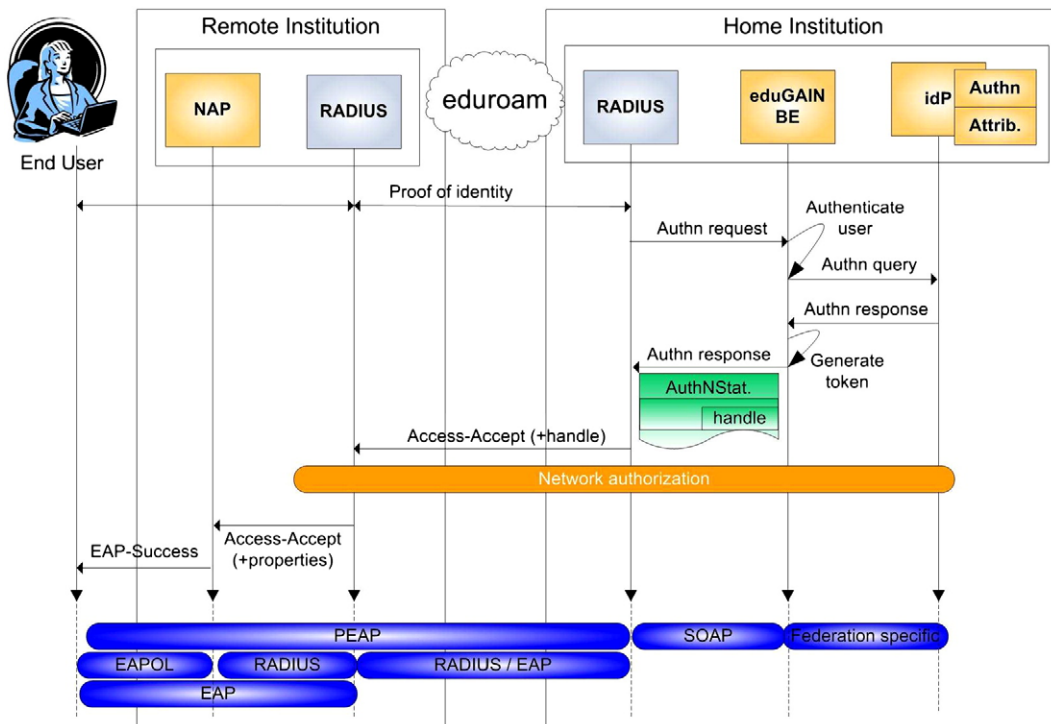 Remote Institution
Home Institution
End User
NAP
RADIUS
eduroam
RADIUS
eduGAIN
BE
idP
Authn
Attrib.
Proof of identity
Authn request
Authenticate
user
Authn query
Authn response
Authn response
Generate
token
AuthNStat.
handle
Access-Accept (+handle)
Network authorization
Access-Accept
(+properties)
EAP-Success
PEAP
SOAP
Federation specific
EAPOL
RADIUS
RADIUS / EAP
EAP